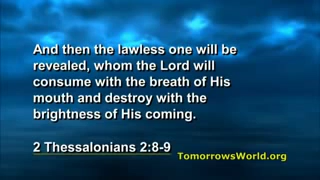 And then the lawless one will be
revealed, whom the Lord will
consume with the breath of His
mouth and destroy with the
brightness of His coming.
2 Thessalonians 2:8-9
TomorrowsWorld.org